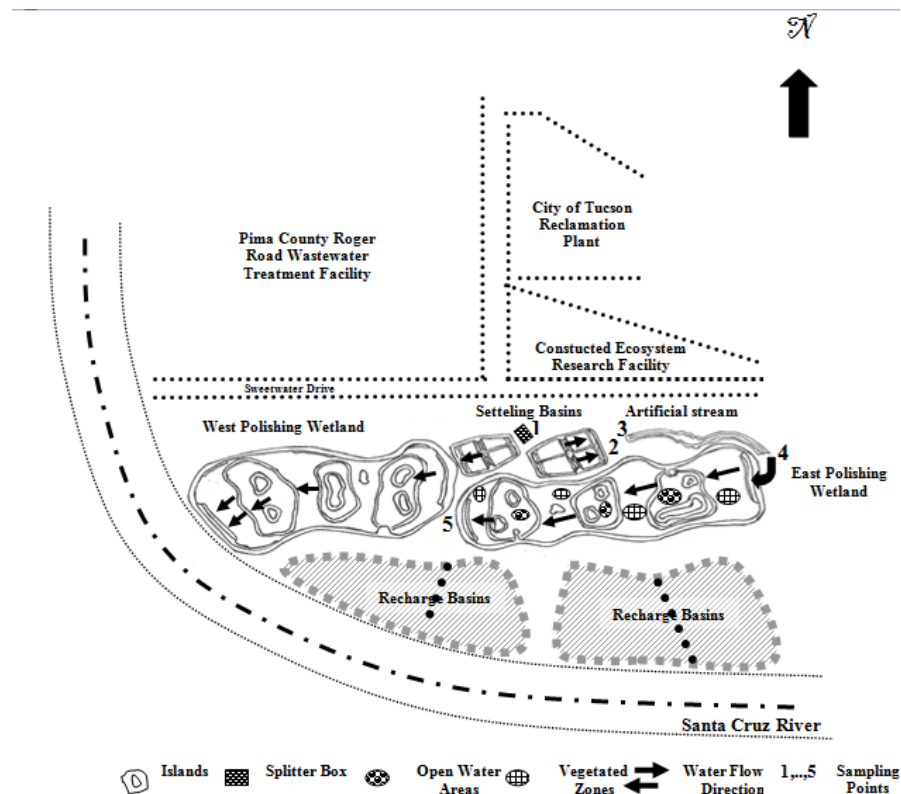 N
City of Tucson
Reclamation
Plant
Pima County Roger
Road Wastewater
Treatment Facility
Constucted Ecosystem
Research Facility
Sweetwater Drive
Setteling Basins
Artificial stream
West Polishing Wetland
1
2
3
4
East Polishing
Wetland
5
Recharge Basins
Recharge Basins
Santa Cruz River
Islands
Splitter Box
Open Water
Areas
Vegetated
Zones
Water Flow
Direction
1,..,5
Sampling
Points